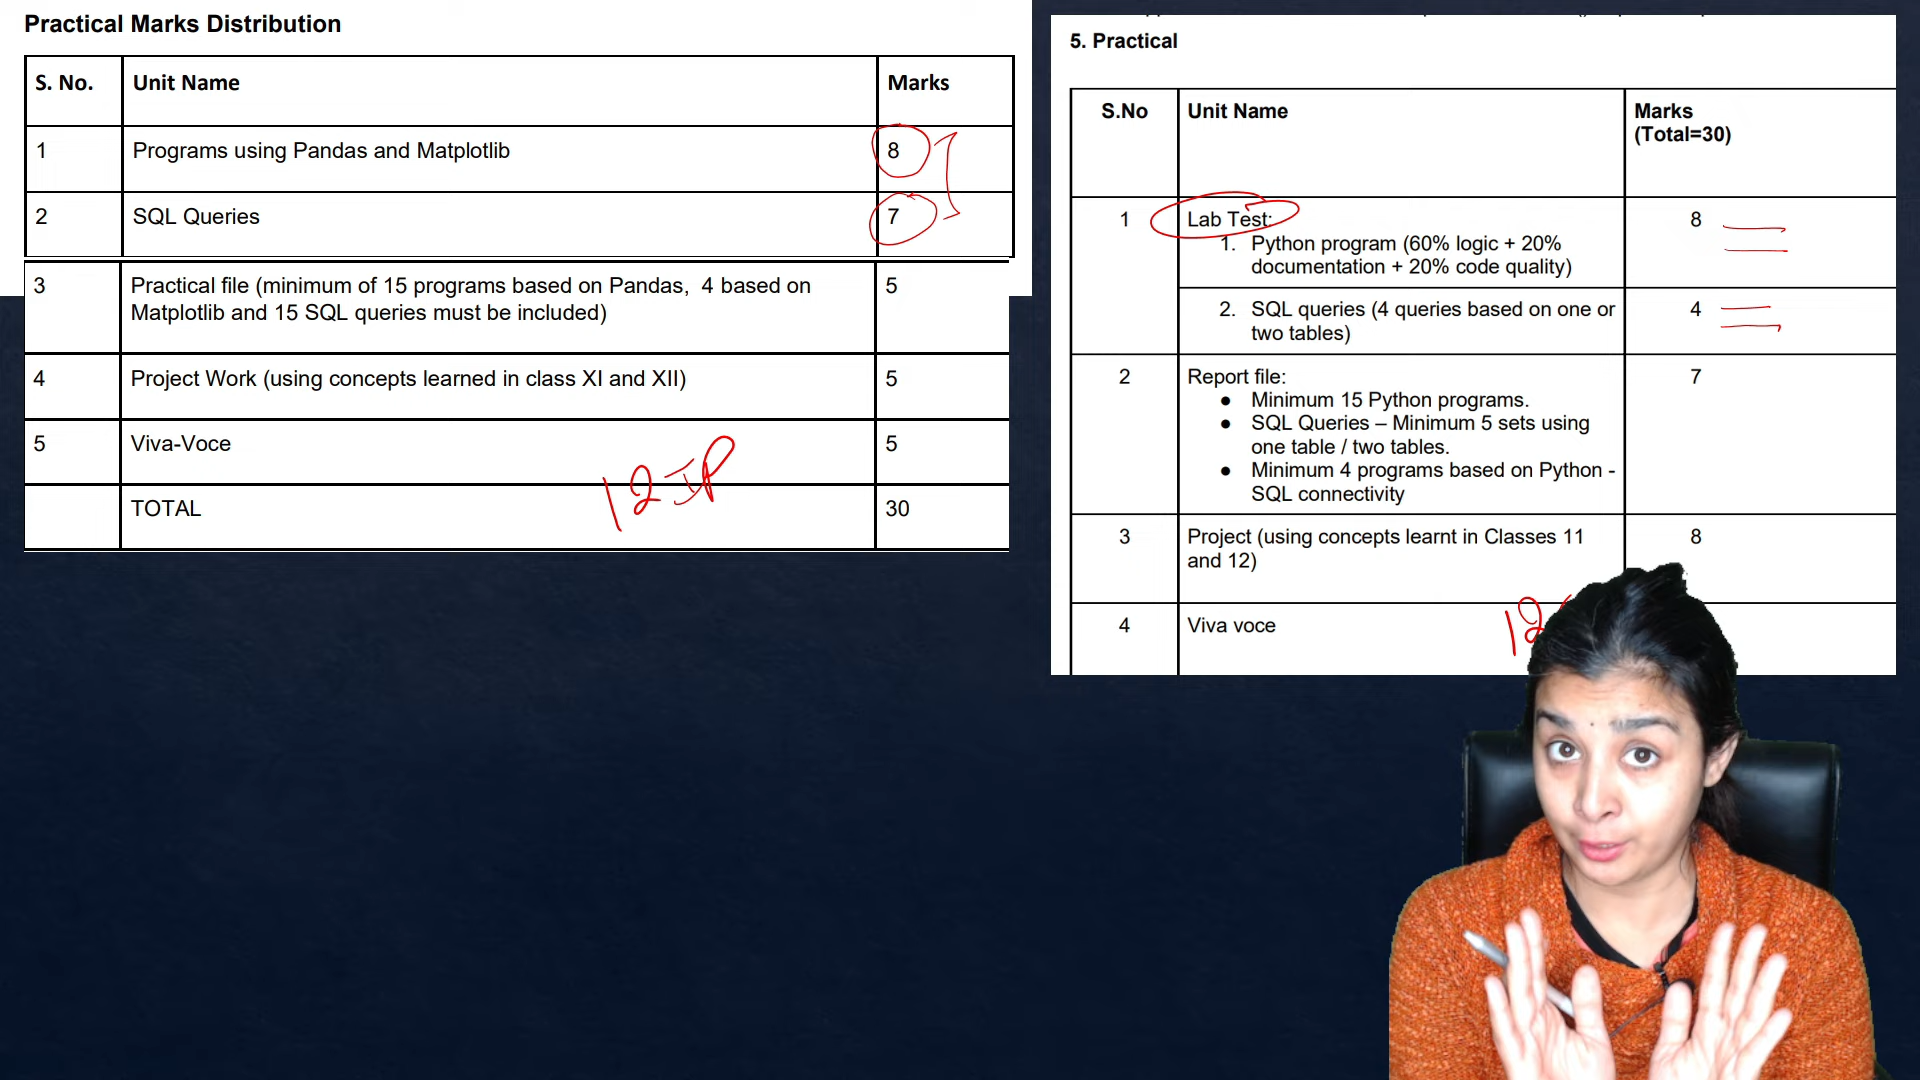 Practical Marks Distribution
S. No. Unit Name Marks
1 Programs using Pandas and Matplotlib 8
2 SQL Queries 7
3 Practical file (minimum of 15 programs based on Pandas, 4 based on 5
Matplotlib and 15 SQL queries must be included)
4 Project Work (using concepts learned in class XI and XII) 5
5 Viva-Voce 5
TOTAL 30
12 IP
5. Practical
S.No Unit Name Marks
(Total=30)
1 Lab Test: 8
1. Python program (60% logic + 20%
documentation + 20% code quality)
2. SQL queries (4 queries based on one or 4
two tables)
2 Report file: 7
● Minimum 15 Python programs.
● SQL Queries – Minimum 5 sets using
one table / two tables.
● Minimum 4 programs based on Python -
SQL connectivity
3 Project (using concepts learnt in Classes 11 8
and 12)
4 Viva voce
12